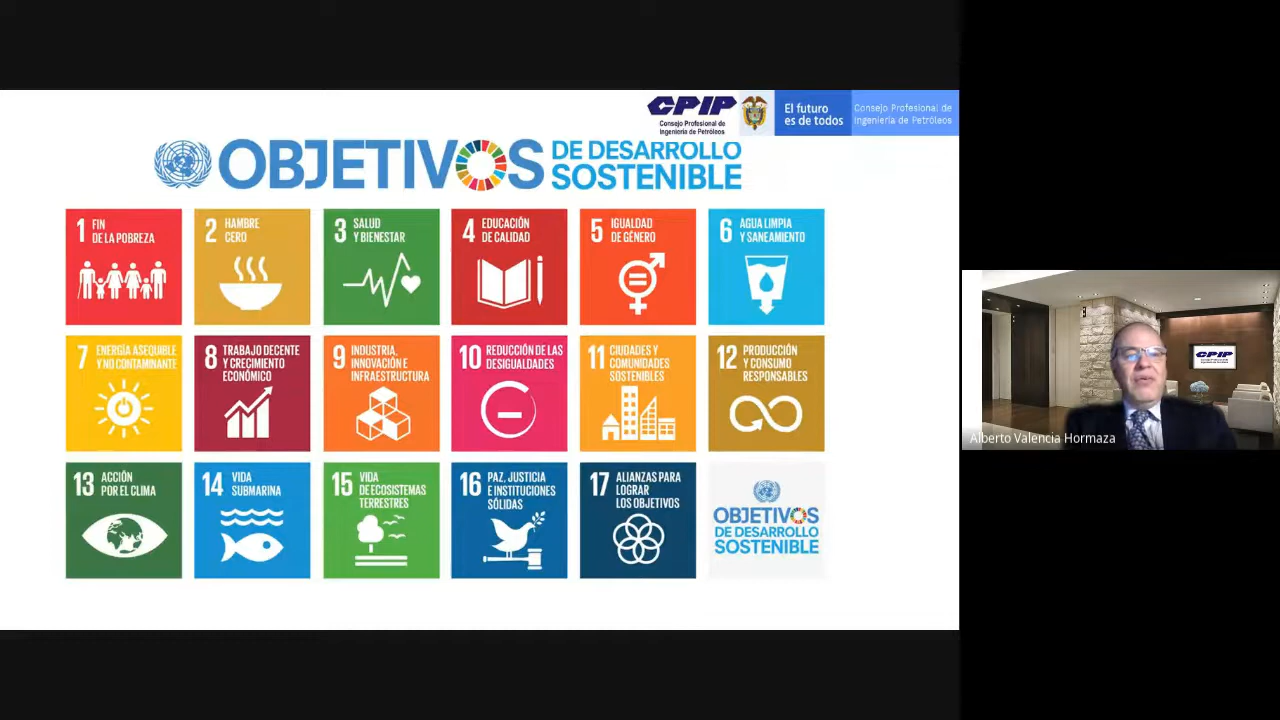 CPIP
Consejo Profesional de
Ingeniería de Petróleos
El futuro
es de todos
Consejo Profesional de
Ingeniería de Petróleos
OBJETIVOS
DE DESARROLLO
SOSTENIBLE
1 FIN
DE LA POBREZA
2 HAMBRE
CERO
3 SALUD
Y BIENESTAR
4 EDUCACIÓN
DE CALIDAD
5 IGUALDAD
DE GÉNERO
6 AGUA LIMPIA
Y SANEAMIENTO
7 ENERGÍA ASEQUIBLE
Y NO CONTAMINANTE
8 TRABAJO DECENTE
Y CRECIMIENTO
ECONÓMICO
9 INDUSTRIA,
INNOVACIÓN E
INFRAESTRUCTURA
10 REDUCCIÓN DE LAS
DESIGUALDADES
11 CIUDADES Y
COMUNIDADES
SOSTENIBLES
12 PRODUCCIÓN
Y CONSUMO
RESPONSABLES
13 ACCIÓN
POR EL CLIMA
14 VIDA
SUBMARINA
15 VIDA
DE ECOSISTEMAS
TERRESTRES
16 PAZ, JUSTICIA
E INSTITUCIONES
SÓLIDAS
17 ALIANZAS PARA
LOGRAR
LOS OBJETIVOS
OBJETIVOS
DE DESARROLLO
SOSTENIBLE
CPIP
Alberto Valencia Hormaza